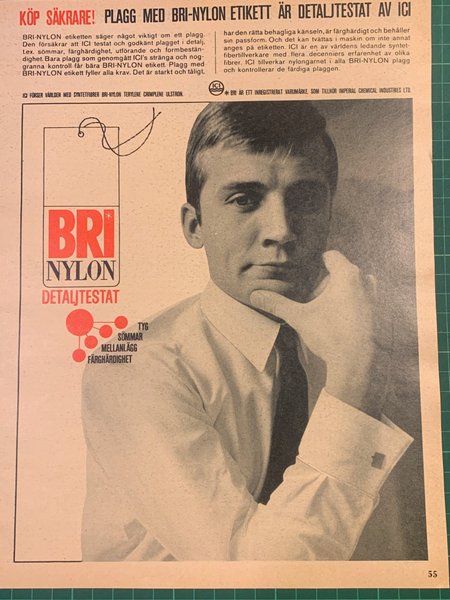 KÖP SÄKRARE! PLAGG MED BRI-NYLON ETIKETT ÄR DETALJTESTAT AV ICI
BRI-NYLON etiketten säger något viktigt om ett plagg.
Den försäkrar att ICI testat och godkänt plagget i detalj,
t.ex. sömmar, färghärdighet, utförande och formbestän-
dighet. Bara plagg som genomgått ICI's stränga och nog-
granna kontroll får bära BRI-NYLON etikett. Plagg med
BRI-NYLON etikett fyller alla krav. Det är starkt och tåligt,
har den rätta behagliga känseln, är färghärdigt och behåller
sin passform. Och det kan tvättas i maskin om inte annat
anges på etiketten. ICI är en av världens ledande syntet-
fibertillverkare med flera decenniers erfarenhet av olika
fibrer. ICI tillverkar nylongarnet i alla BRI-NYLON plagg
och kontrollerar de färdiga plaggen.
ICI FÖRSER VÄRLDEN MED SYNTETFIBRER BRI-NYLON TERYLENE CRIMPLENE ULSTRON.
ICI
* BRI ÄR ETT INREGISTRERAT VARUMÄRKE, SOM TILLHÖR IMPERIAL CHEMICAL INDUSTRIES LTD.
BRI*
NYLON
DETALJTESTAT
TYG
SÖMMAR
MELLANLÄGG
FÄRGHÄRDIGHET
55